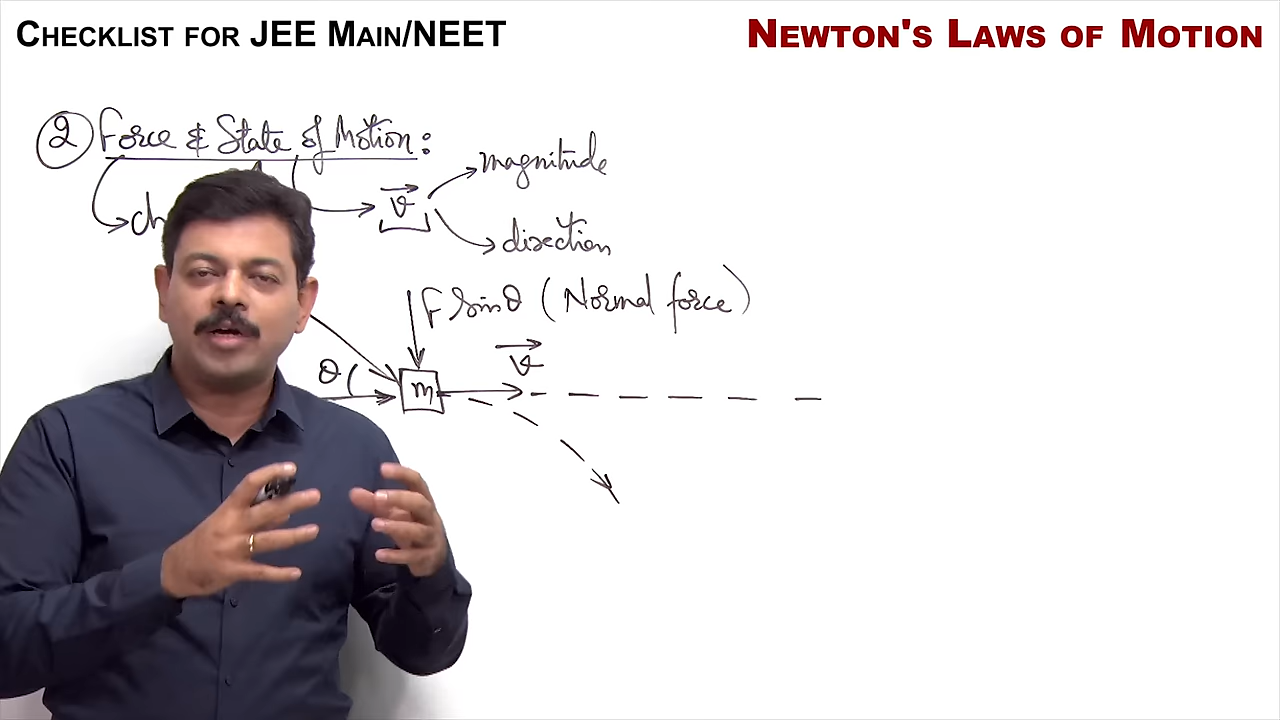 CHECKLIST FOR JEE MAIN/NEET
NEWTON'S LAWS OF MOTION
② Force & State of Motion:
magnitude
v
direction
F sinθ (Normal force)
v
θ
m